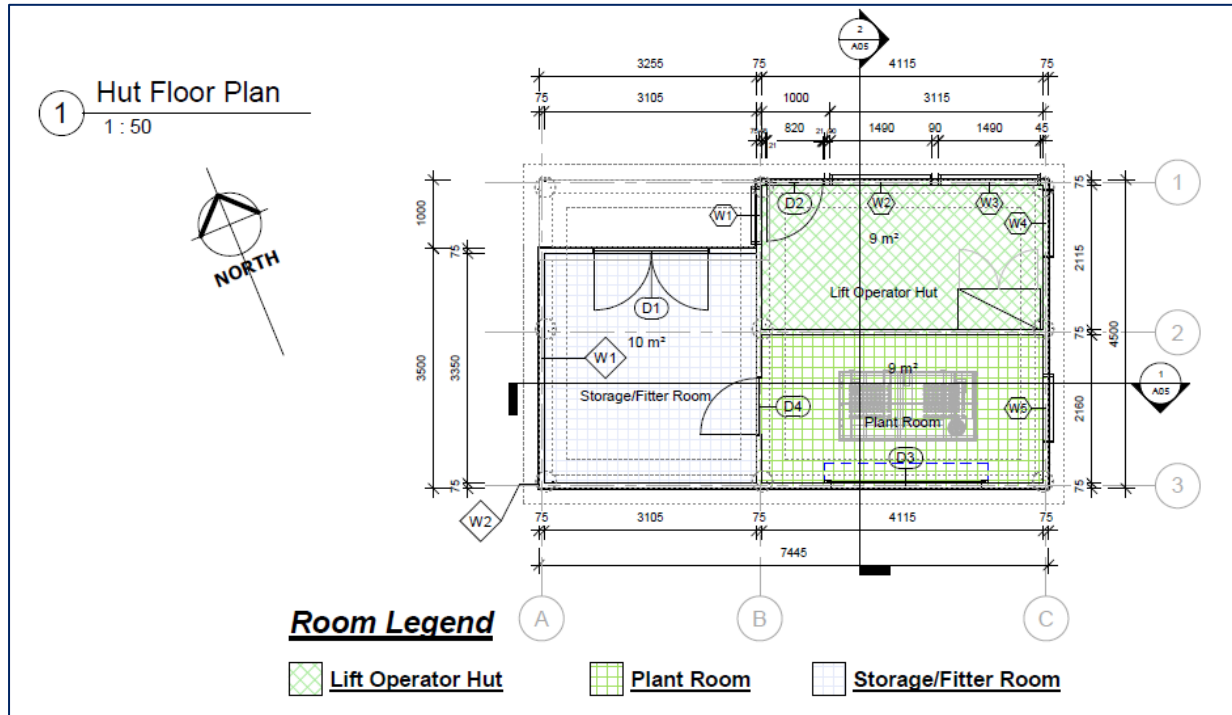 1
Hut Floor Plan
1 : 50
NORTH
2
A05
3255
75
4115
75
75
3105
1000
3115
75
820
21
21
1490
90
1490
45
1000
75
3500
3350
75
75
2115
75
2160
75
4500
1
2
3
1
A05
W1
D2
W2
W3
W4
9 m²
Lift Operator Hut
D1
W1
10 m²
Storage/Fitter Room
9 m²
D4
Plant Room
W5
D3
W2
75
3105
75
4115
75
7445
A
B
C
Room Legend
Lift Operator Hut
Plant Room
Storage/Fitter Room